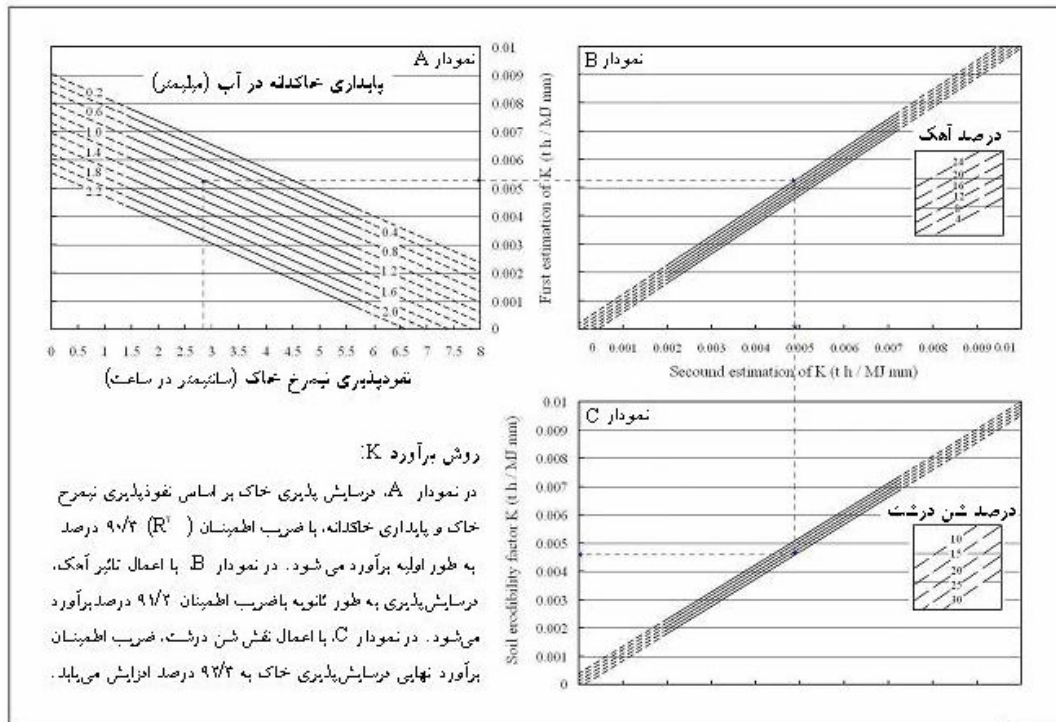 نمودار A
پایداری خاکدانه در آب (میلیمتر)
0.2
0.6
1.0
1.4
1.8
2.3
0.4
0.8
1.2
1.6
2.0
0.01
0.009
0.008
0.007
0.006
0.005
0.004
0.003
0.002
0.001
0
0 0.5 1 1.5 2 2.5 3 3.5 4 4.5 5 5.5 6 6.5 7 7.5 8
نفوذپذیری نیمرخ خاک (سانتیمتر در ساعت)
نمودار B
First estimation of K (t h / MJ mm)
درصد آهک
24
20
16
12
8
4
0 0.001 0.002 0.003 0.004 0.005 0.006 0.007 0.008 0.009 0.01
Secound estimation of K (t h / MJ mm)
نمودار C
Soil erodibility factor K (t h / MJ mm)
0.01
0.009
0.008
0.007
0.006
0.005
0.004
0.003
0.002
0.001
0
درصد شن درشت
10
15
20
25
30
روش برآورد K:
در نمودار A، فرسایش پذیری خاک بر اساس نفوذپذیری نیمرخ
خاک و پایداری خاکدانه، با ضریب اطمینان (R۲) ۹۰/۳ درصد
به طور اولیه برآورد می شود. در نمودار B، با اعمال تاثیر آهک،
فرسایش‌پذیری به طور ثانویه باضریب اطمینان ۹۱/۲ درصدبرآورد
می‌شود. در نمودار C، با اعمال نقش شن درشت، ضریب اطمینان
برآورد نهایی فرسایش‌پذیری خاک به ۹۲/۳ درصد افزایش می‌یابد.